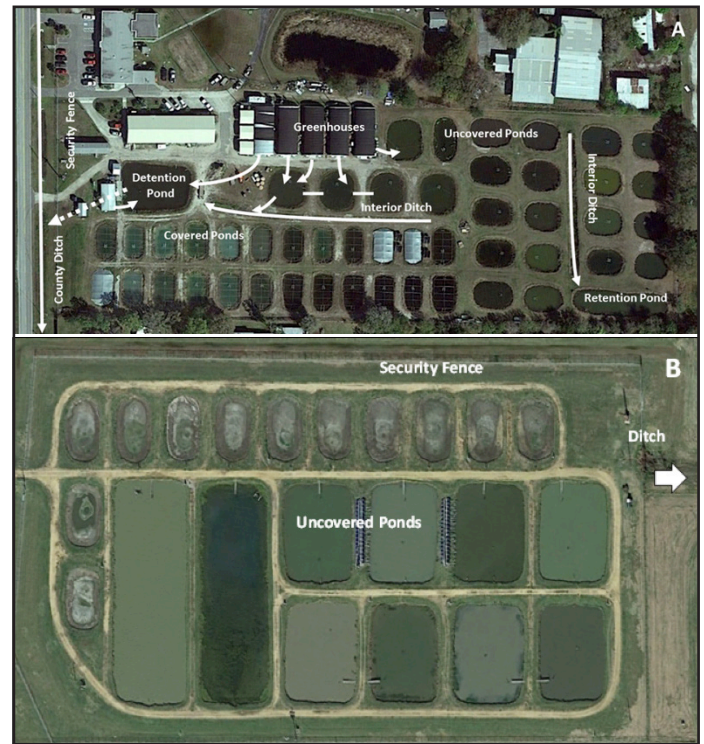 A
Security Fence
Greenhouses
Uncovered Ponds
Detention
Pond
Interior Ditch
Interior Ditch
Covered Ponds
County Ditch
Retention Pond
B
Security Fence
Ditch
Uncovered Ponds